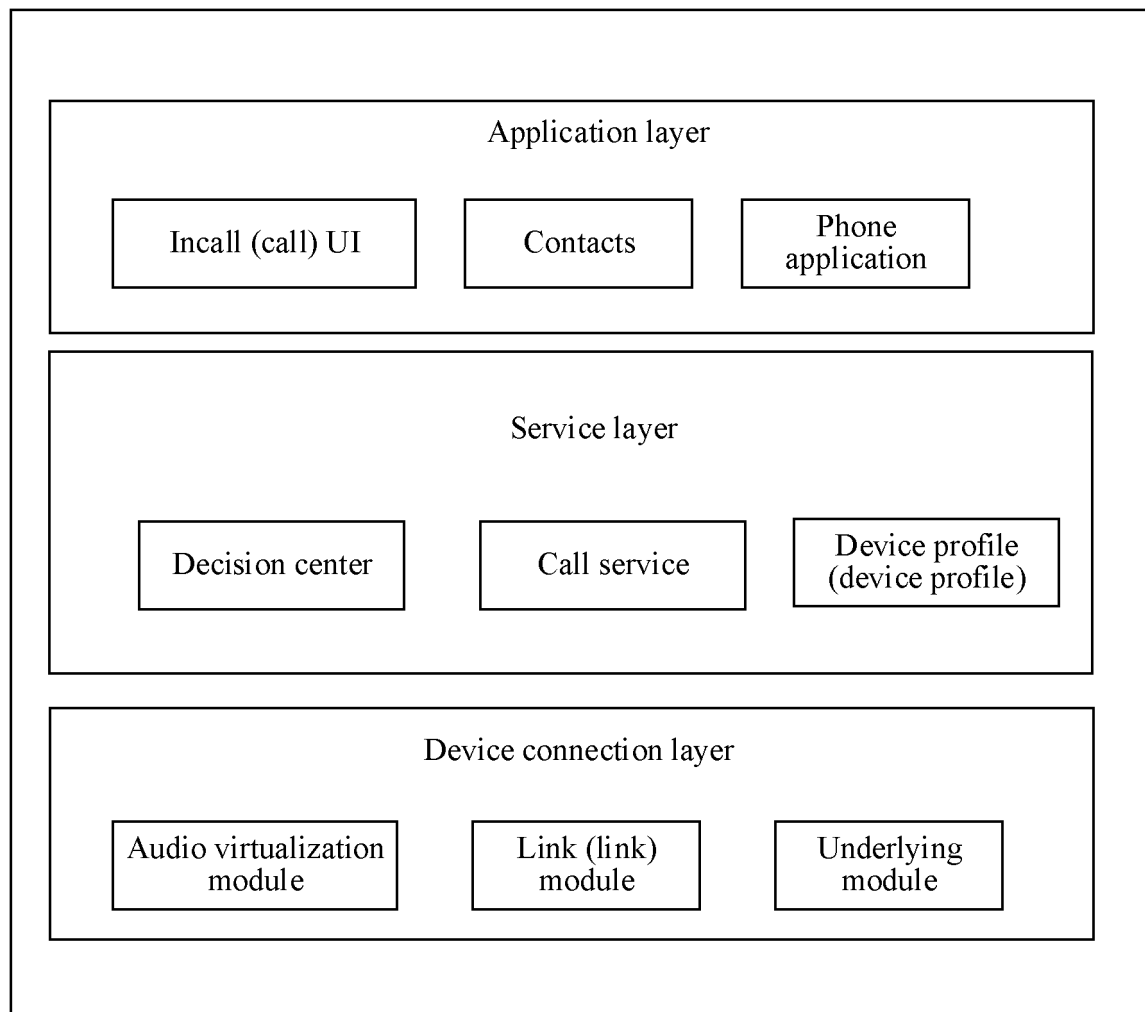 Application layer
Incall (call) UI
Contacts
Phone
application
Service layer
Decision center
Call service
Device profile
(device profile)
Device connection layer
Audio virtualization
module
Link (link)
module
Underlying
module